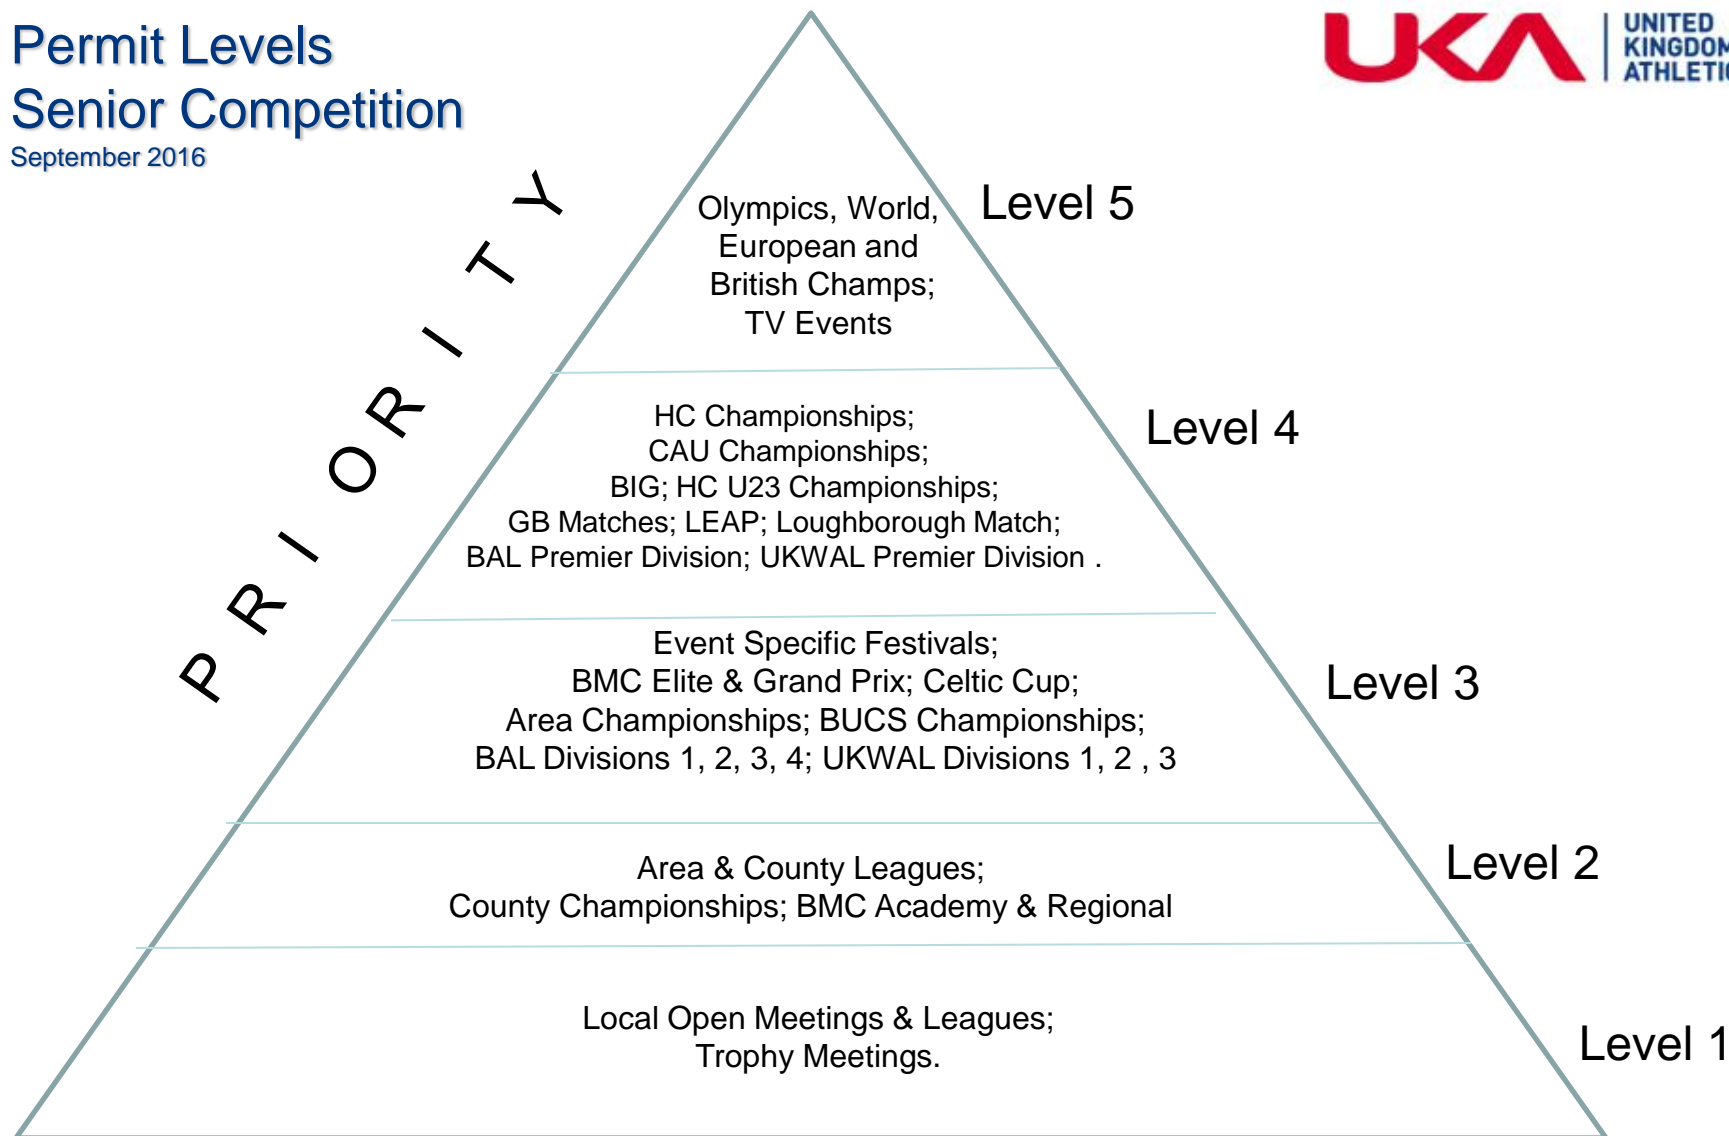 Permit Levels
Senior Competition
September 2016
UKA
UNITED
KINGDOM
ATHLETIC
PRIORITY
Olympics, World,
European and
British Champs;
TV Events
Level 5
HC Championships;
CAU Championships;
BIG; HC U23 Championships;
GB Matches; LEAP; Loughborough Match;
BAL Premier Division; UKWAL Premier Division .
Level 4
Event Specific Festivals;
BMC Elite & Grand Prix; Celtic Cup;
Area Championships; BUCS Championships;
BAL Divisions 1, 2, 3, 4; UKWAL Divisions 1, 2 , 3
Level 3
Area & County Leagues;
County Championships; BMC Academy & Regional
Level 2
Local Open Meetings & Leagues;
Trophy Meetings.
Level 1